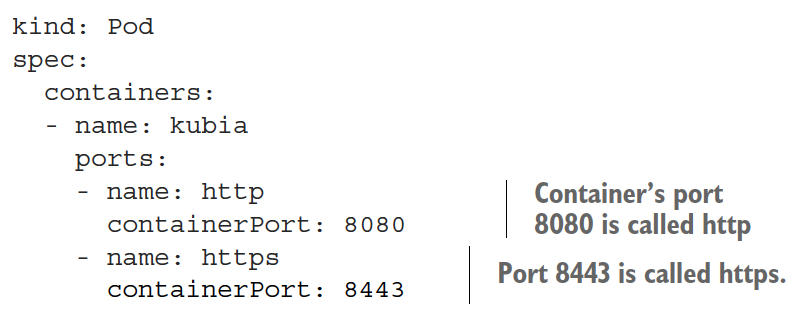 kind: Pod
spec:
  containers:
  - name: kubia
    ports:
    - name: http
      containerPort: 8080
    - name: https
      containerPort: 8443
Container’s port
8080 is called http
Port 8443 is called https.